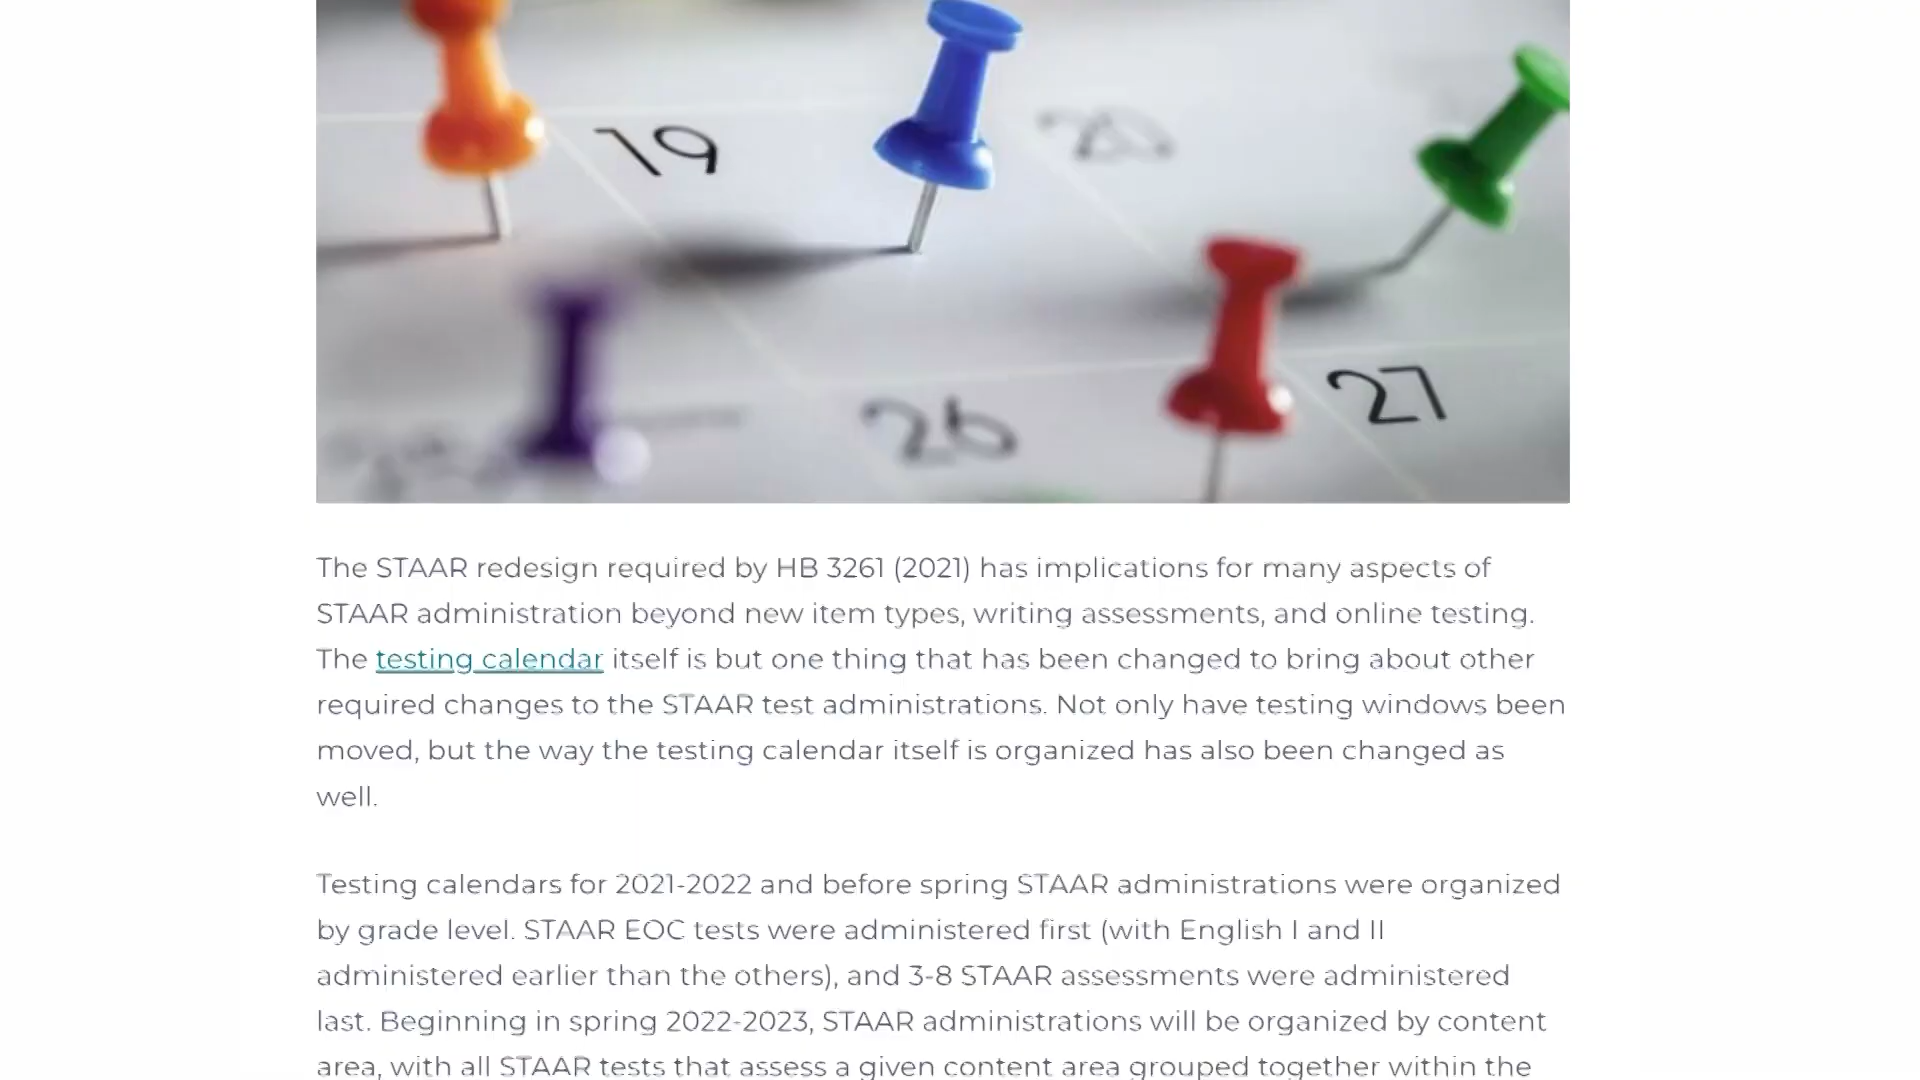 19
20
26
27
The STAAR redesign required by HB 3261 (2021) has implications for many aspects of
STAAR administration beyond new item types, writing assessments, and online testing.
The testing calendar itself is but one thing that has been changed to bring about other
required changes to the STAAR test administrations. Not only have testing windows been
moved, but the way the testing calendar itself is organized has also been changed as
well.
Testing calendars for 2021-2022 and before spring STAAR administrations were organized
by grade level. STAAR EOC tests were administered first (with English I and II
administered earlier than the others), and 3-8 STAAR assessments were administered
last. Beginning in spring 2022-2023, STAAR administrations will be organized by content
area, with all STAAR tests that assess a given content area grouped together within the